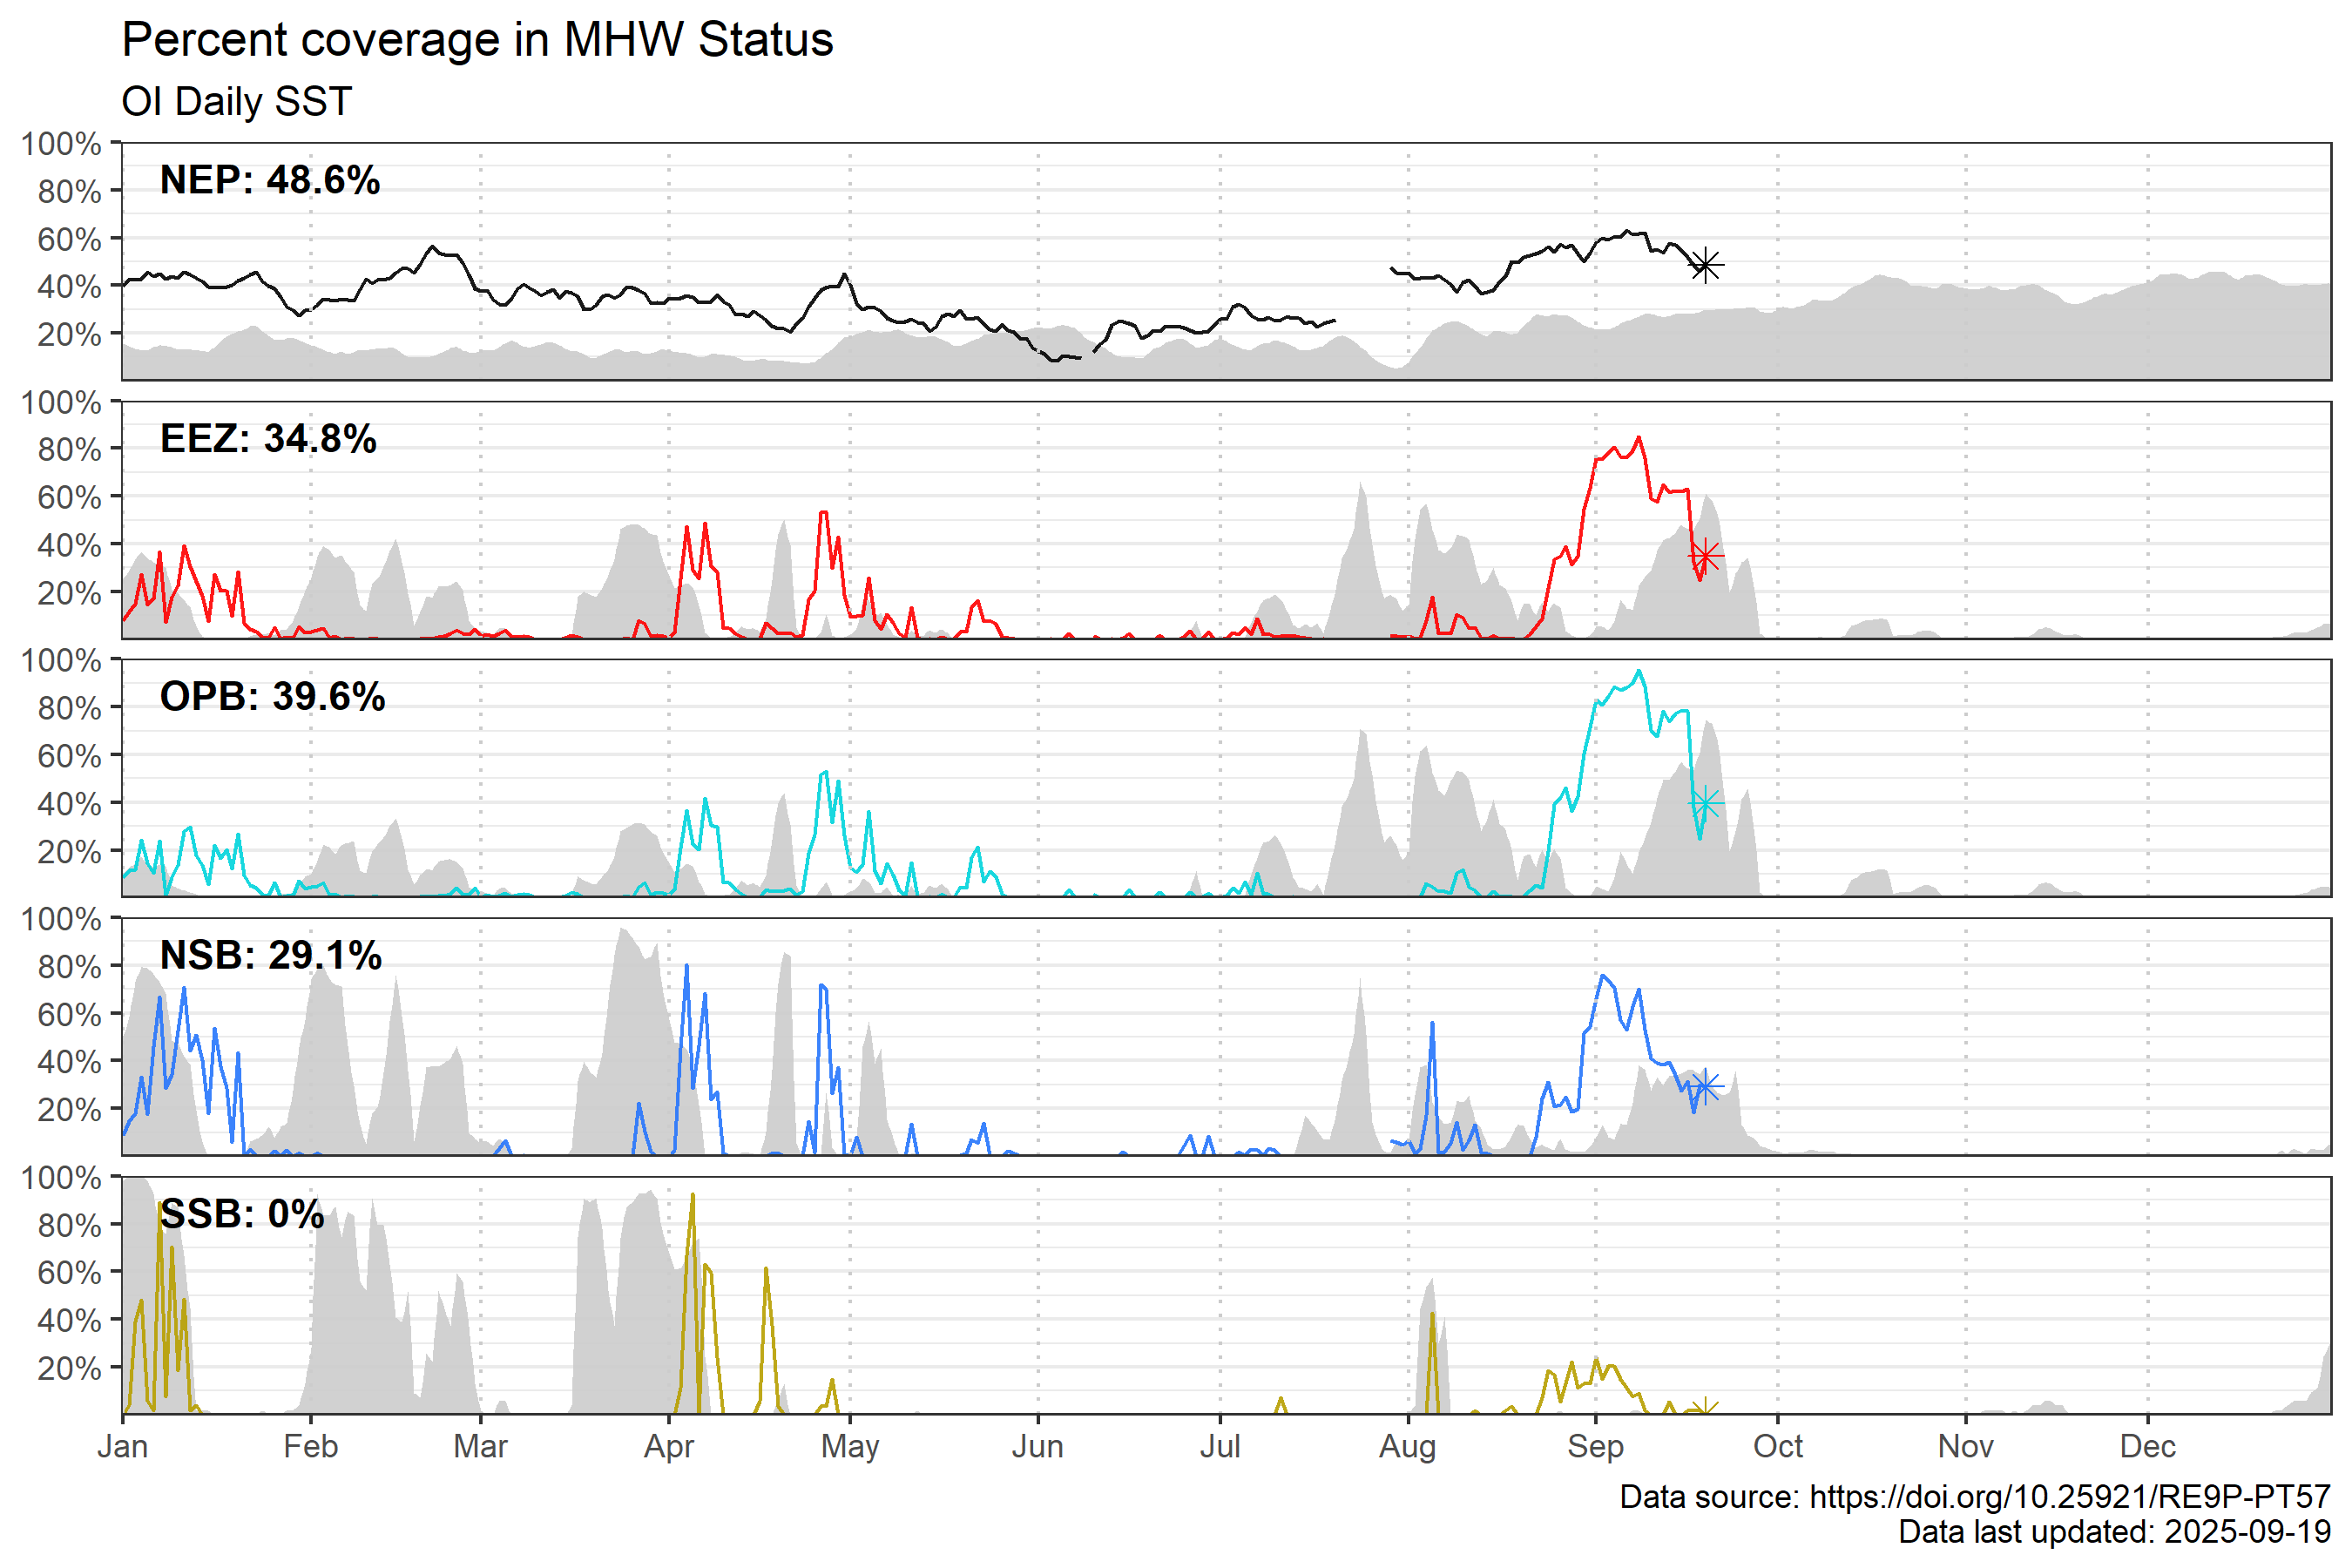 Percent coverage in MHW Status
OI Daily SST
100%
80%
60%
40%
20%
NEP: 48.6%
100%
80%
60%
40%
20%
EEZ: 34.8%
100%
80%
60%
40%
20%
OPB: 39.6%
100%
80%
60%
40%
20%
NSB: 29.1%
100%
80%
60%
40%
20%
SSB: 0%
Jan Feb Mar Apr May Jun Jul Aug Sep Oct Nov Dec
Data source: https://doi.org/10.25921/RE9P-PT57
Data last updated: 2025-09-19